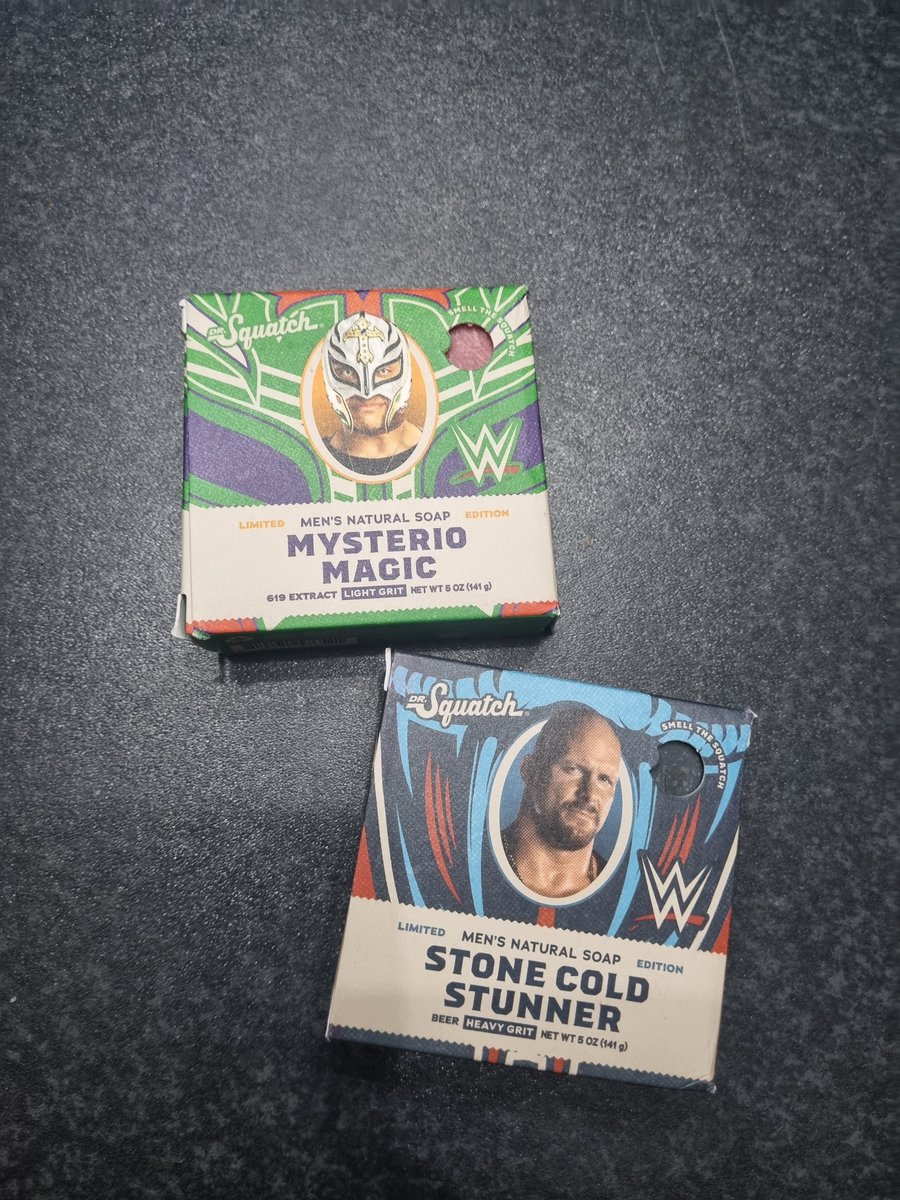 DR. Squatch.
SMELL THE SQUATCH
W
LIMITED MEN'S NATURAL SOAP EDITION
MYSTERIO
MAGIC
619 EXTRACT LIGHT GRIT NET WT 5 OZ (141 g)
DR. Squatch®
SMELL THE SQUATCH
W
LIMITED MEN'S NATURAL SOAP EDITION
STONE COLD
STUNNER
BEER HEAVY GRIT NET WT 5 OZ (141 g)